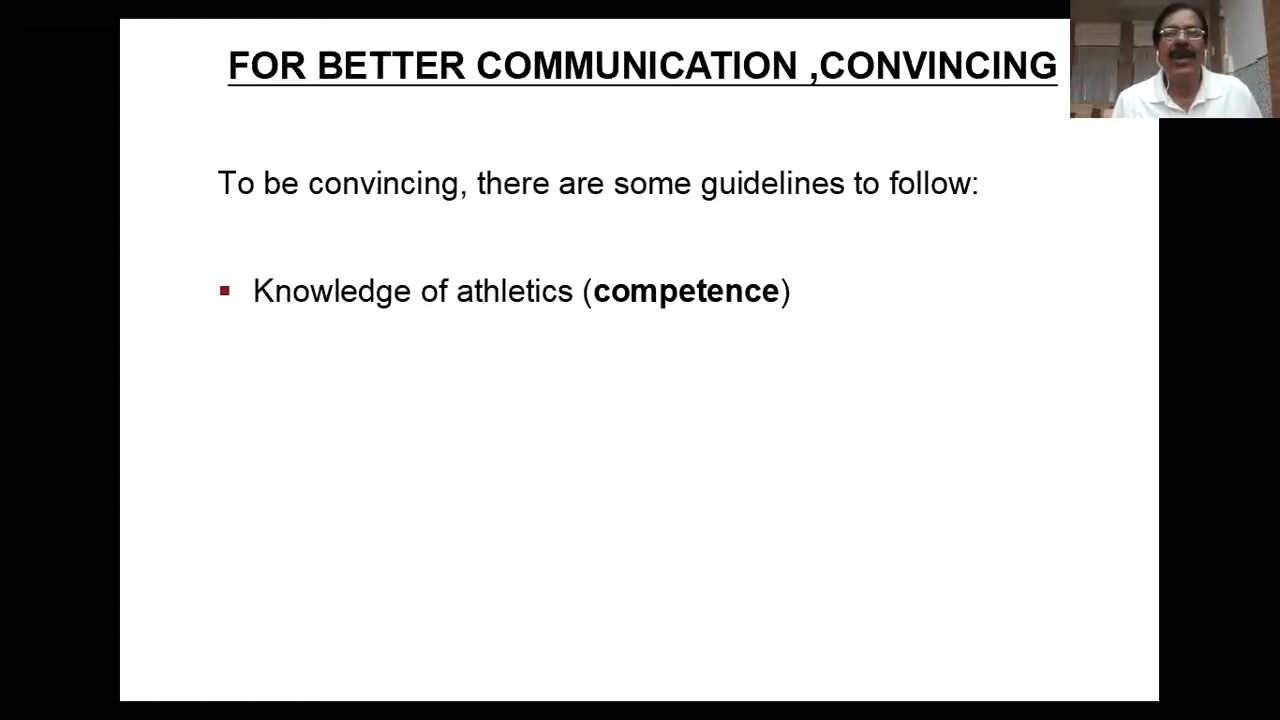 FOR BETTER COMMUNICATION ,CONVINCING
To be convincing, there are some guidelines to follow:
▪ Knowledge of athletics (competence)